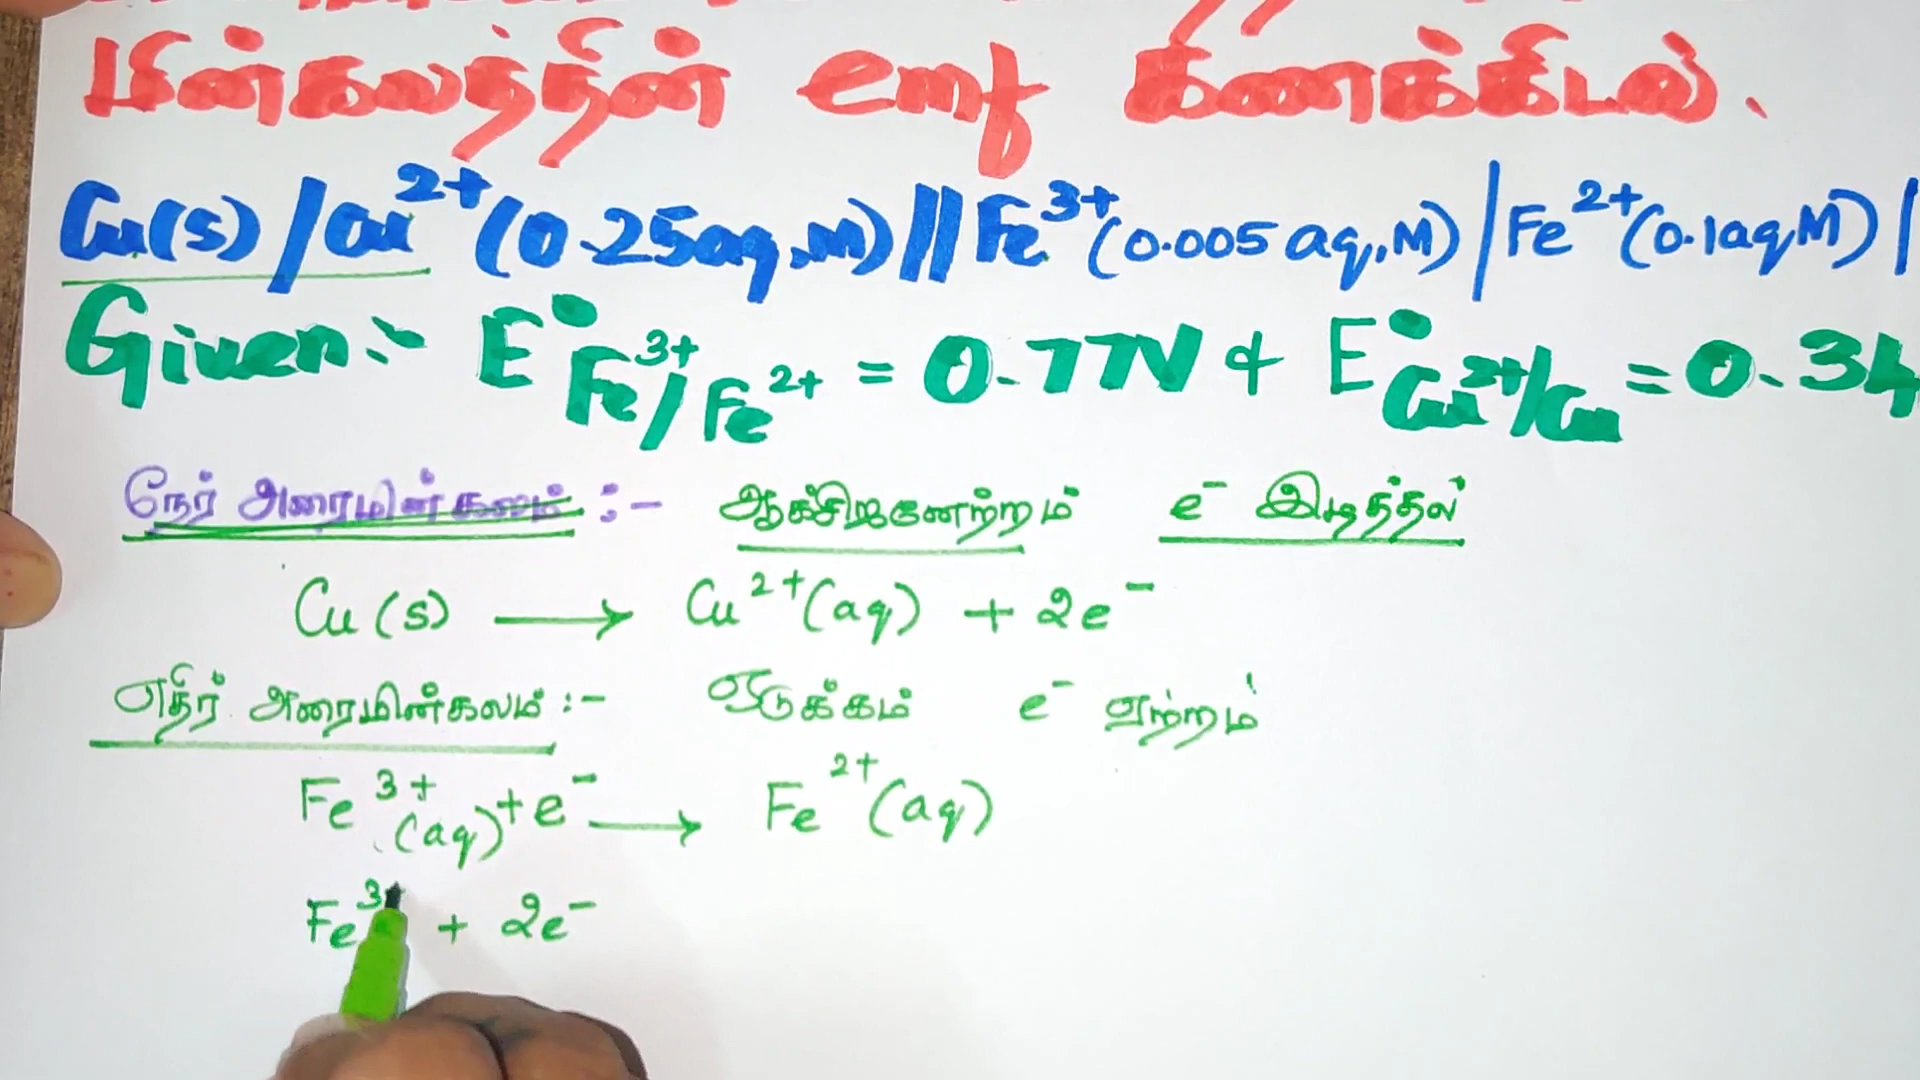 மின்கலத்தின் emf கணக்கிடல்.
Cu(s) / Cu²⁺(0.25aq,M) || Fe³⁺(0.005 aq,M) | Fe²⁺(0.1aq,M) |
Given:- E° Fe³⁺/Fe²⁺ = 0.77V & E° Cu²⁺/Cu = 0.34
நேர் அரைமின்கலம் :- ஆக்சிஜனேற்றம் e⁻ இடித்தல்
Cu (s) ⟶ Cu²⁺(aq) + 2e⁻
எதிர் அரைமின்கலம் :- ஒடுக்கம் e⁻ ஏற்றம்
Fe³⁺(aq) + e⁻ ⟶ Fe²⁺(aq)
Fe³⁺ + 2e⁻